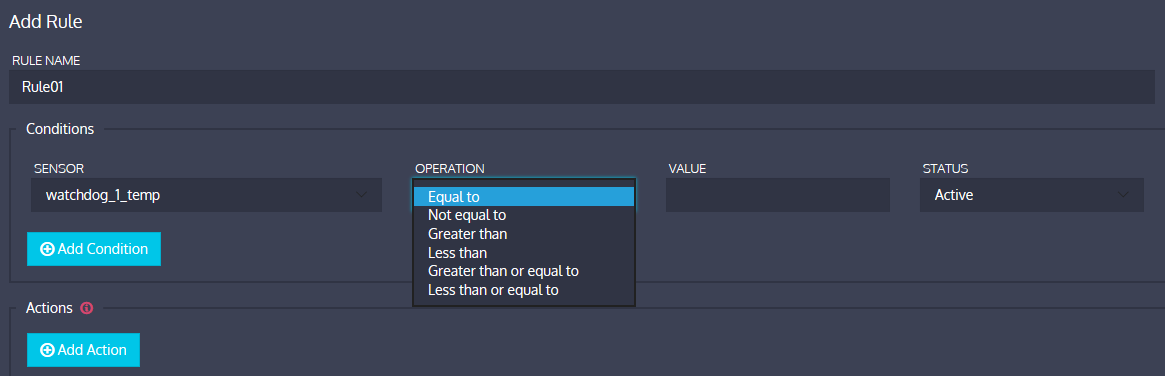 Add Rule
RULE NAME
Rule01
Conditions
SENSOR OPERATION VALUE STATUS
watchdog_1_temp Equal to Active
Not equal to
Greater than
Less than
Greater than or equal to
Less than or equal to
Add Condition
Actions
Add Action